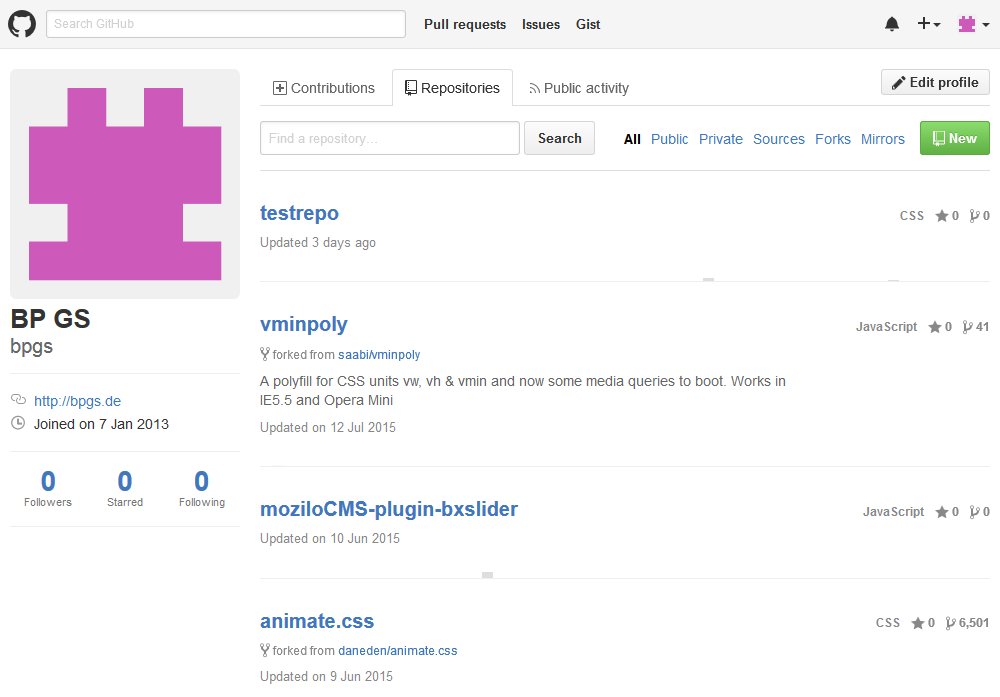 Search GitHub
Pull requests Issues Gist
Contributions Repositories Public activity Edit profile
Find a repository... Search All Public Private Sources Forks Mirrors New
BP GS
bpgs
http://bpgs.de
Joined on 7 Jan 2013
0 0 0
Followers Starred Following
testrepo CSS 0 0
Updated 3 days ago
vminpoly JavaScript 0 41
forked from saabi/vminpoly
A polyfill for CSS units vw, vh & vmin and now some media queries to boot. Works in
IE5.5 and Opera Mini
Updated on 12 Jul 2015
moziloCMS-plugin-bxslider JavaScript 0 0
Updated on 10 Jun 2015
animate.css CSS 0 6,501
forked from daneden/animate.css
Updated on 9 Jun 2015